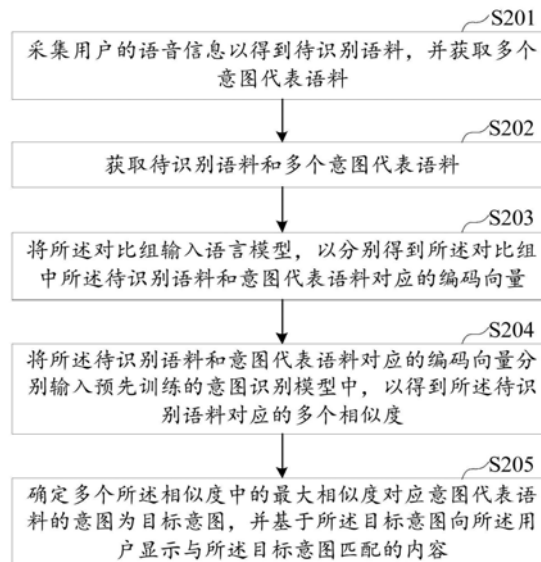 S201
采集用户的语音信息以得到待识别语料，并获取多个
意图代表语料
S202
获取待识别语料和多个意图代表语料
S203
将所述对比组输入语言模型，以分别得到所述对比组
中所述待识别语料和意图代表语料对应的编码向量
S204
将所述待识别语料和意图代表语料对应的编码向量分
别输入预先训练的意图识别模型中，以得到所述待识
别语料对应的多个相似度
S205
确定多个所述相似度中的最大相似度对应意图代表语
料的意图为目标意图，并基于所述目标意图向所述用
户显示与所述目标意图匹配的内容